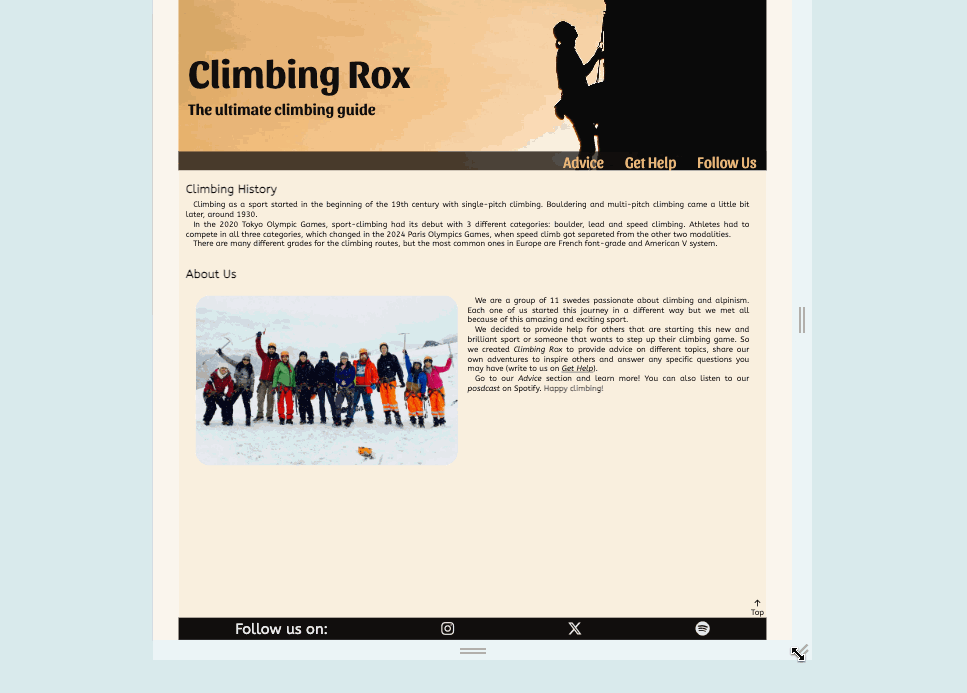 Climbing Rox
The ultimate climbing guide
Advice Get Help Follow Us
Climbing History
Climbing as a sport started in the beginning of the 19th century with single-pitch climbing. Bouldering and multi-pitch climbing came a little bit
later, around 1930.
In the 2020 Tokyo Olympic Games, sport-climbing had its debut with 3 different categories: boulder, lead and speed climbing. Athletes had to
compete in all three categories, which changed in the 2024 Paris Olympics Games, when speed climb got separeted from the other two modalities.
There are many different grades for the climbing routes, but the most common ones in Europe are French font-grade and American V system.
About Us
We are a group of 11 swedes passionate about climbing and alpinism.
Each one of us started this journey in a different way but we met all
because of this amazing and exciting sport.
We decided to provide help for others that are starting this new and
brilliant sport or someone that wants to step up their climbing game. So
we created Climbing Rox to provide advice on different topics, share our
own adventures to inspire others and answer any specific questions you
may have (write to us on Get Help).
Go to our Advice section and learn more! You can also listen to our
posdcast on Spotify. Happy climbing!
Top
Follow us on: